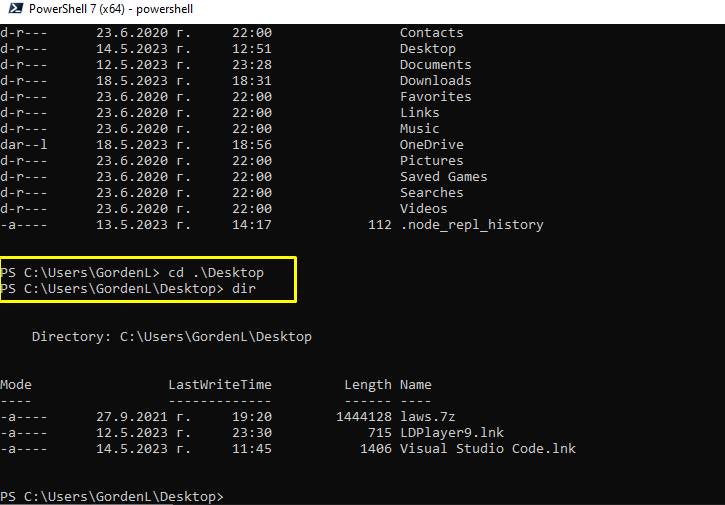 PowerShell 7 (x64) - powershell
d-r--- 23.6.2020 г. 22:00 Contacts
d-r--- 14.5.2023 г. 12:51 Desktop
d-r--- 12.5.2023 г. 23:28 Documents
d-r--- 18.5.2023 г. 18:31 Downloads
d-r--- 23.6.2020 г. 22:00 Favorites
d-r--- 23.6.2020 г. 22:00 Links
d-r--- 23.6.2020 г. 22:00 Music
dar--l 18.5.2023 г. 18:56 OneDrive
d-r--- 23.6.2020 г. 22:00 Pictures
d-r--- 23.6.2020 г. 22:00 Saved Games
d-r--- 23.6.2020 г. 22:00 Searches
d-r--- 23.6.2020 г. 22:00 Videos
-a---- 13.5.2023 г. 14:17 112 .node_repl_history
PS C:\Users\GordenL> cd .\Desktop
PS C:\Users\GordenL\Desktop> dir
Directory: C:\Users\GordenL\Desktop
Mode LastWriteTime Length Name
---- ------------- ------ ----
-a---- 27.9.2021 г. 19:20 1444128 laws.7z
-a---- 12.5.2023 г. 23:30 715 LDPlayer9.lnk
-a---- 14.5.2023 г. 11:45 1406 Visual Studio Code.lnk
PS C:\Users\GordenL\Desktop>